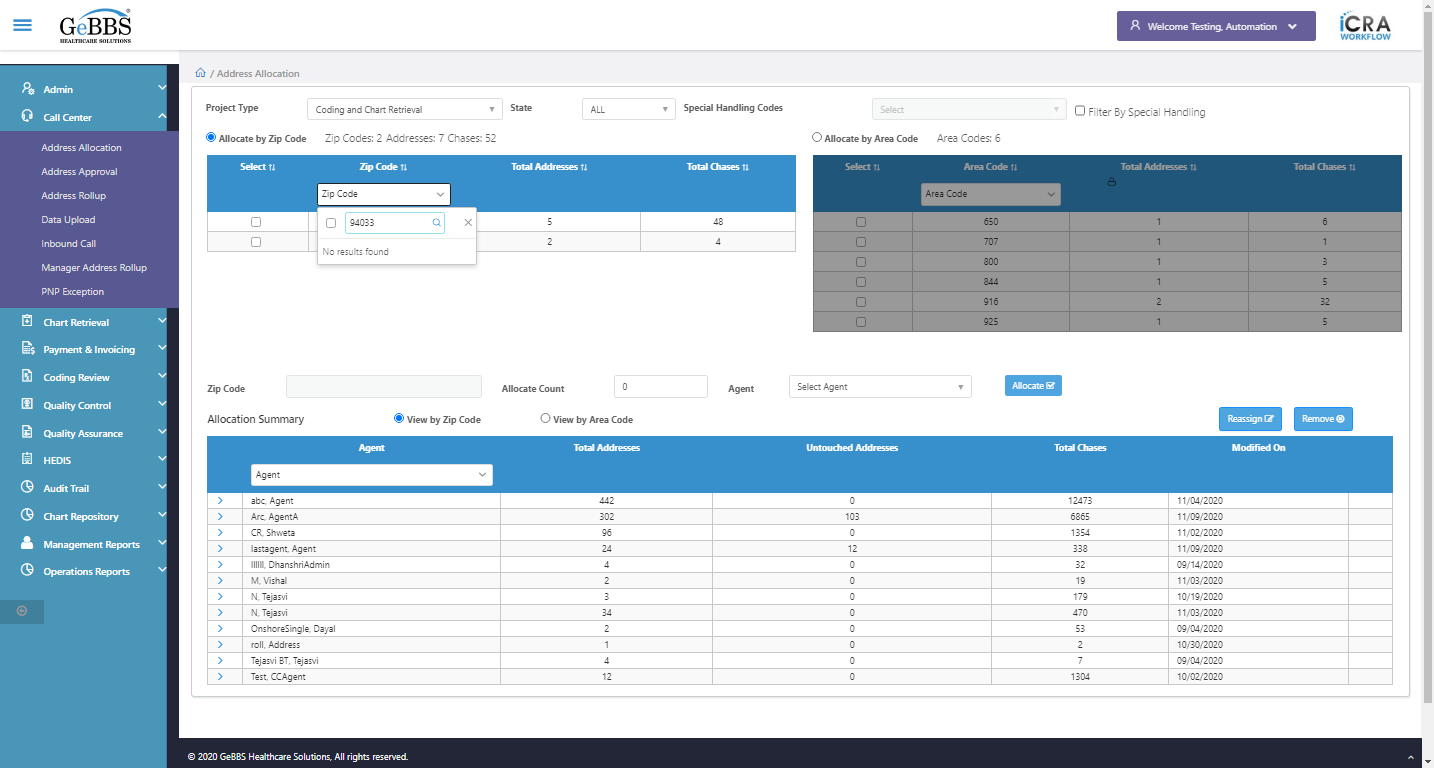 GeBBS
HEALTHCARE SOLUTIONS
Welcome Testing, Automation
iCRA
WORKFLOW
Admin
Call Center
Address Allocation
Address Approval
Address Rollup
Data Upload
Inbound Call
Manager Address Rollup
PNP Exception
Chart Retrieval
Payment & Invoicing
Coding Review
Quality Control
Quality Assurance
HEDIS
Audit Trail
Chart Repository
Management Reports
Operations Reports
/ Address Allocation
Project Type Coding and Chart Retrieval State ALL Special Handling Codes Select Filter By Special Handling
Allocate by Zip Code Zip Codes: 2 Addresses: 7 Chases: 52
Select Zip Code Total Addresses Total Chases
Zip Code
94033
No results found
5 48
2 4
Allocate by Area Code Area Codes: 6
Select Area Code Total Addresses Total Chases
Area Code
650 1 6
707 1 1
800 1 3
844 1 5
916 2 32
925 1 5
Zip Code Allocate Count 0 Agent Select Agent Allocate
Allocation Summary View by Zip Code View by Area Code Reassign Remove
Agent Total Addresses Untouched Addresses Total Chases Modified On
Agent
abc, Agent 442 0 12473 11/04/2020
Arc, AgentA 302 103 6865 11/09/2020
CR, Shweta 96 0 1354 11/02/2020
lastagent, Agent 24 12 338 11/09/2020
DhanshriAdmin 4 0 32 09/14/2020
M, Vishal 2 0 19 11/03/2020
N, Tejasvi 3 0 179 10/19/2020
N, Tejasvi 34 0 470 11/03/2020
OnshoreSingle, Dayal 2 0 53 09/04/2020
roll, Address 1 0 2 10/30/2020
Tejasvi BT, Tejasvi 4 0 7 09/04/2020
Test, CCAgent 12 0 1304 10/02/2020
© 2020 GeBBS Healthcare Solutions, All rights reserved.